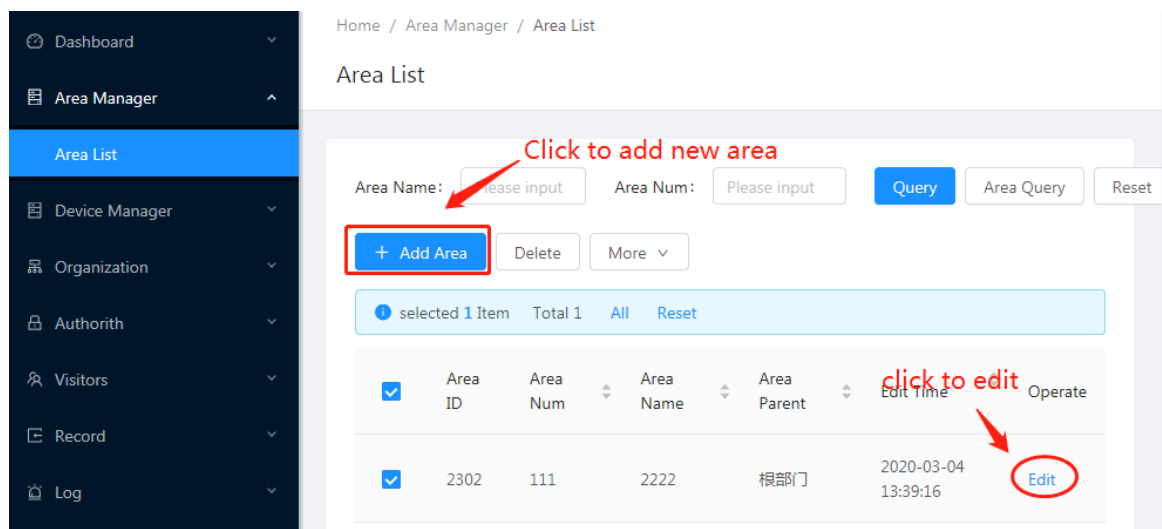 Dashboard
Area Manager
Area List
Device Manager
Organization
Authorith
Visitors
Record
Log
Home / Area Manager / Area List
Area List
Click to add new area
Area Name: Please input Area Num: Please input Query Area Query Reset
+ Add Area Delete More
selected 1 Item Total 1 All Reset
click to edit
Area ID Area Num Area Name Area Parent Edit Time Operate
2302 111 2222 根部门 2020-03-04 13:39:16 Edit